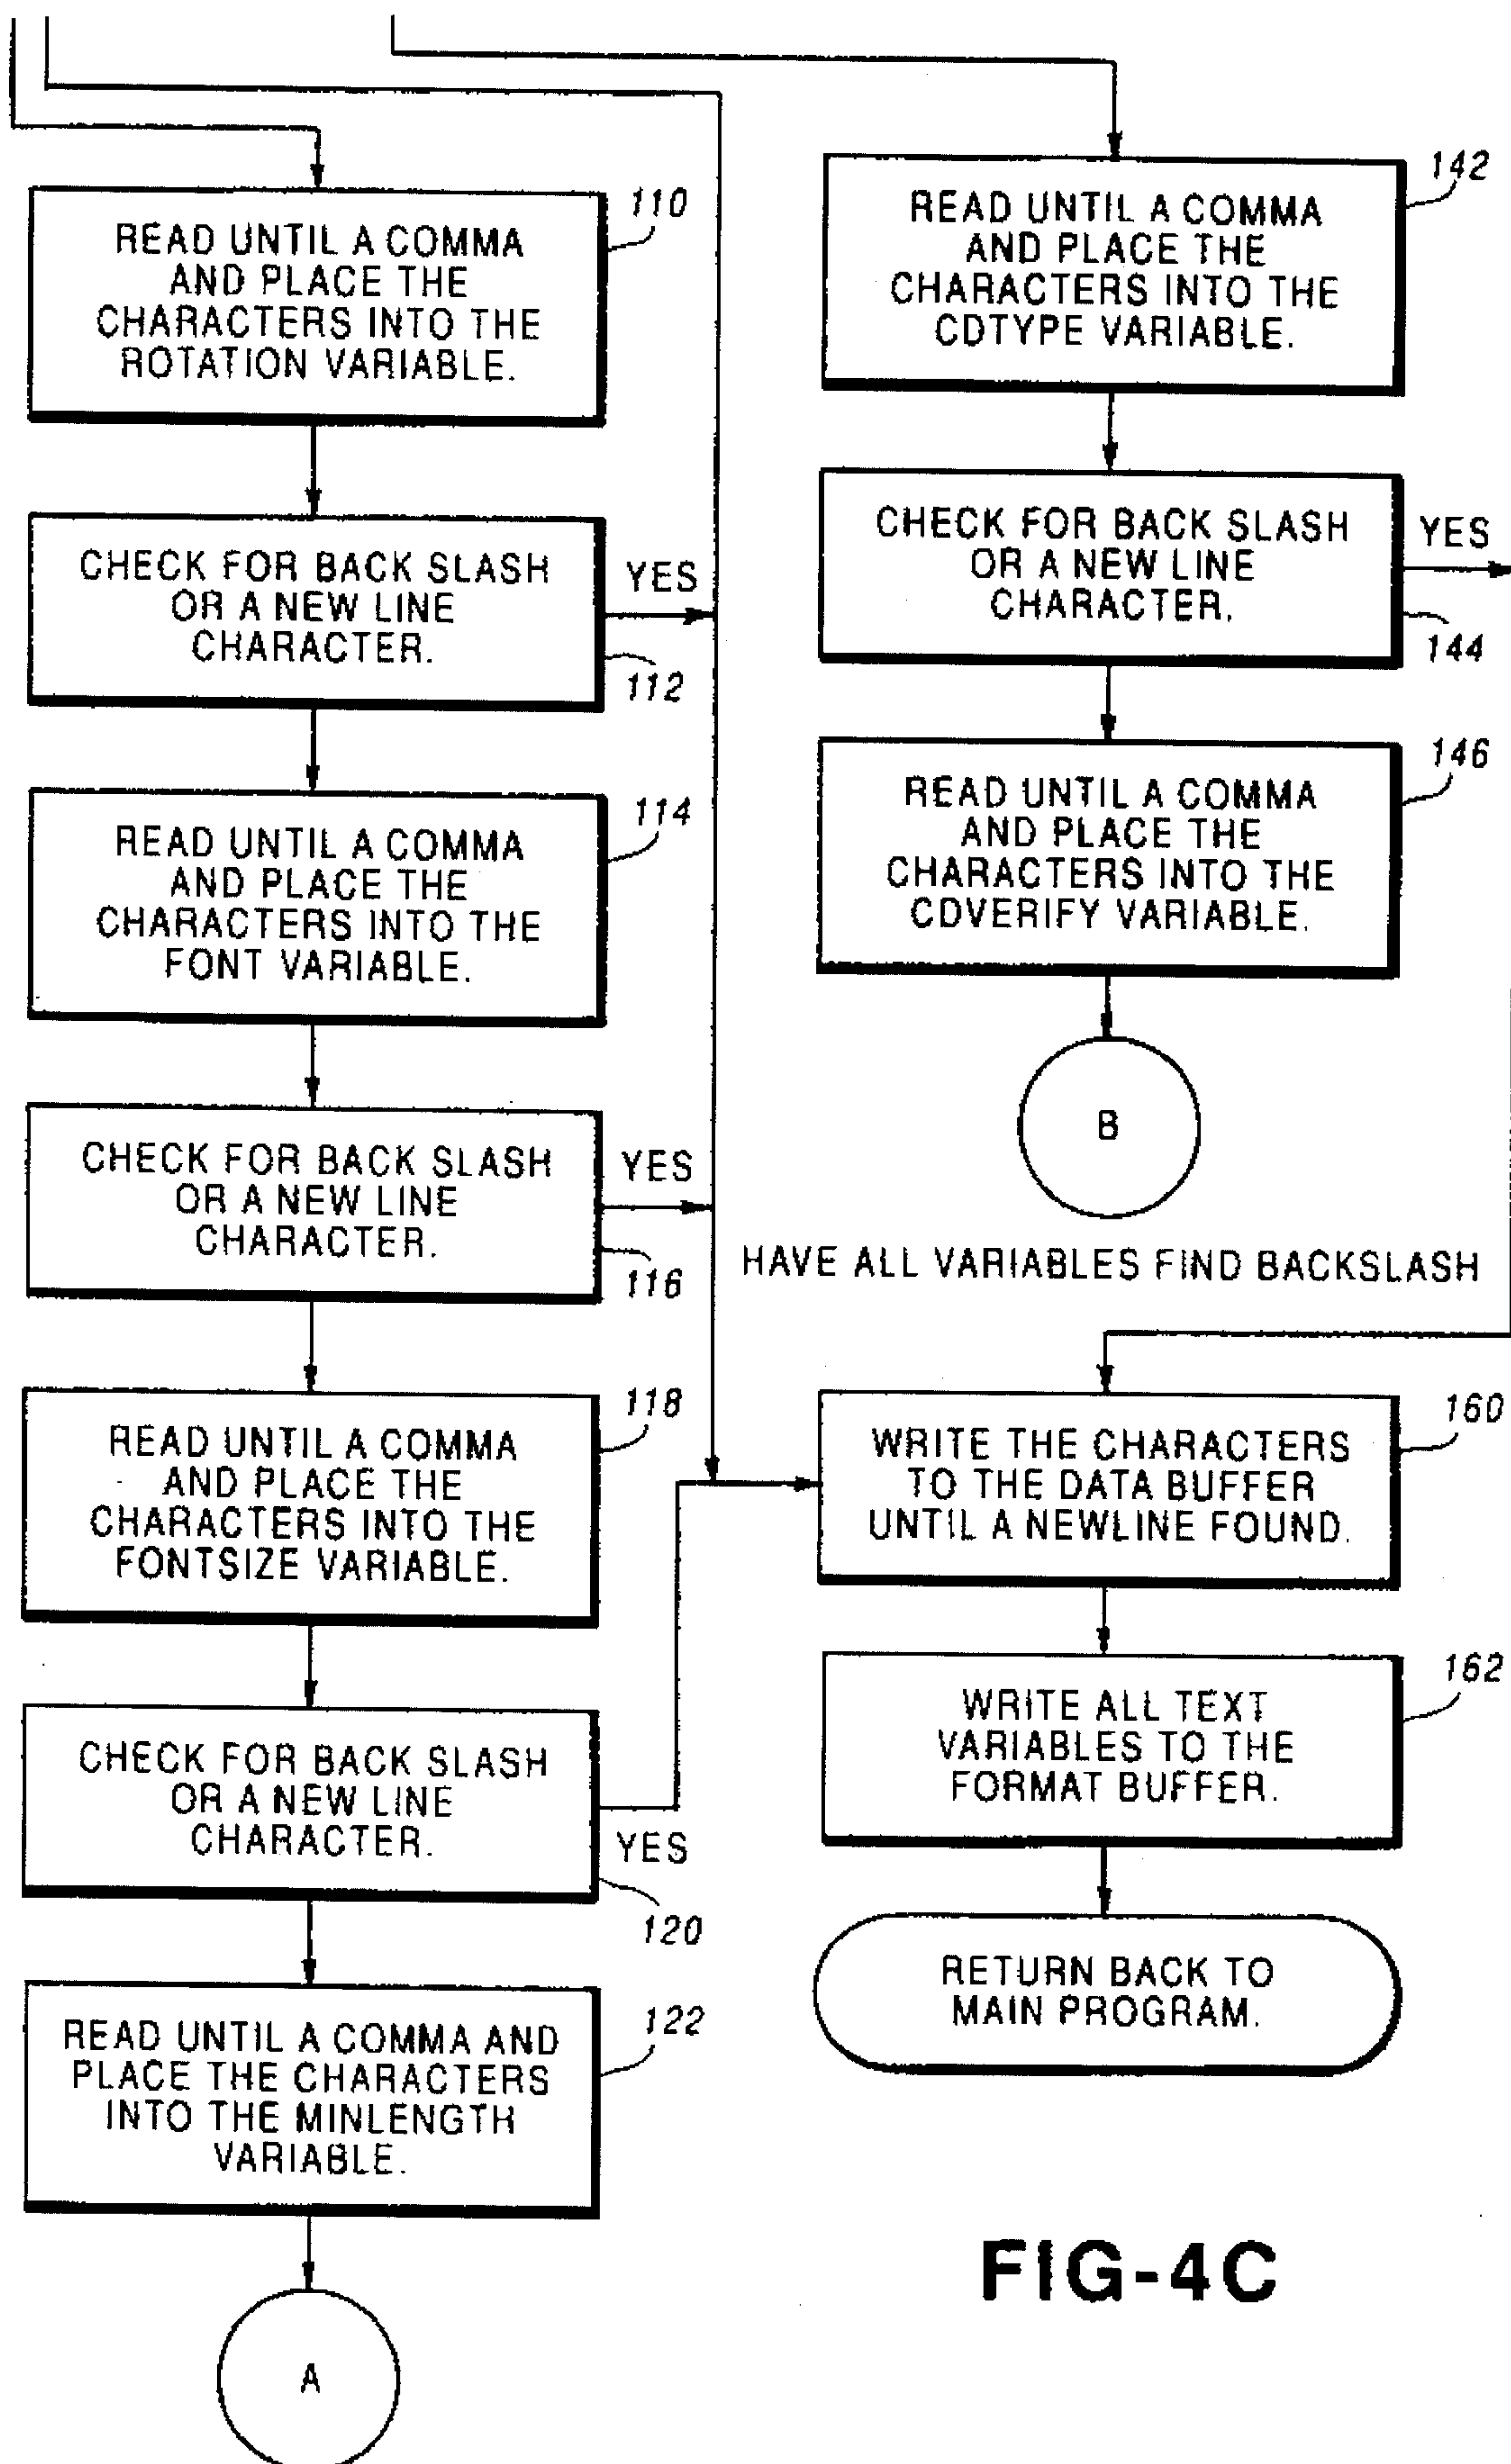 110
READ UNTIL A COMMA
AND PLACE THE
CHARACTERS INTO THE
ROTATION VARIABLE.
CHECK FOR BACK SLASH
OR A NEW LINE
CHARACTER.
YES
112
114
READ UNTIL A COMMA
AND PLACE THE
CHARACTERS INTO THE
FONT VARIABLE.
CHECK FOR BACK SLASH
OR A NEW LINE
CHARACTER.
YES
116
118
READ UNTIL A COMMA
AND PLACE THE
CHARACTERS INTO THE
FONTSIZE VARIABLE.
CHECK FOR BACK SLASH
OR A NEW LINE
CHARACTER.
YES
120
122
READ UNTIL A COMMA AND
PLACE THE CHARACTERS
INTO THE MINLENGTH
VARIABLE.
A
142
READ UNTIL A COMMA
AND PLACE THE
CHARACTERS INTO THE
CDTYPE VARIABLE.
CHECK FOR BACK SLASH
OR A NEW LINE
CHARACTER.
YES
144
146
READ UNTIL A COMMA
AND PLACE THE
CHARACTERS INTO THE
CDVERIFY VARIABLE.
B
HAVE ALL VARIABLES FIND BACKSLASH
160
WRITE THE CHARACTERS
TO THE DATA BUFFER
UNTIL A NEWLINE FOUND.
162
WRITE ALL TEXT
VARIABLES TO THE
FORMAT BUFFER.
RETURN BACK TO
MAIN PROGRAM.
FIG-4C